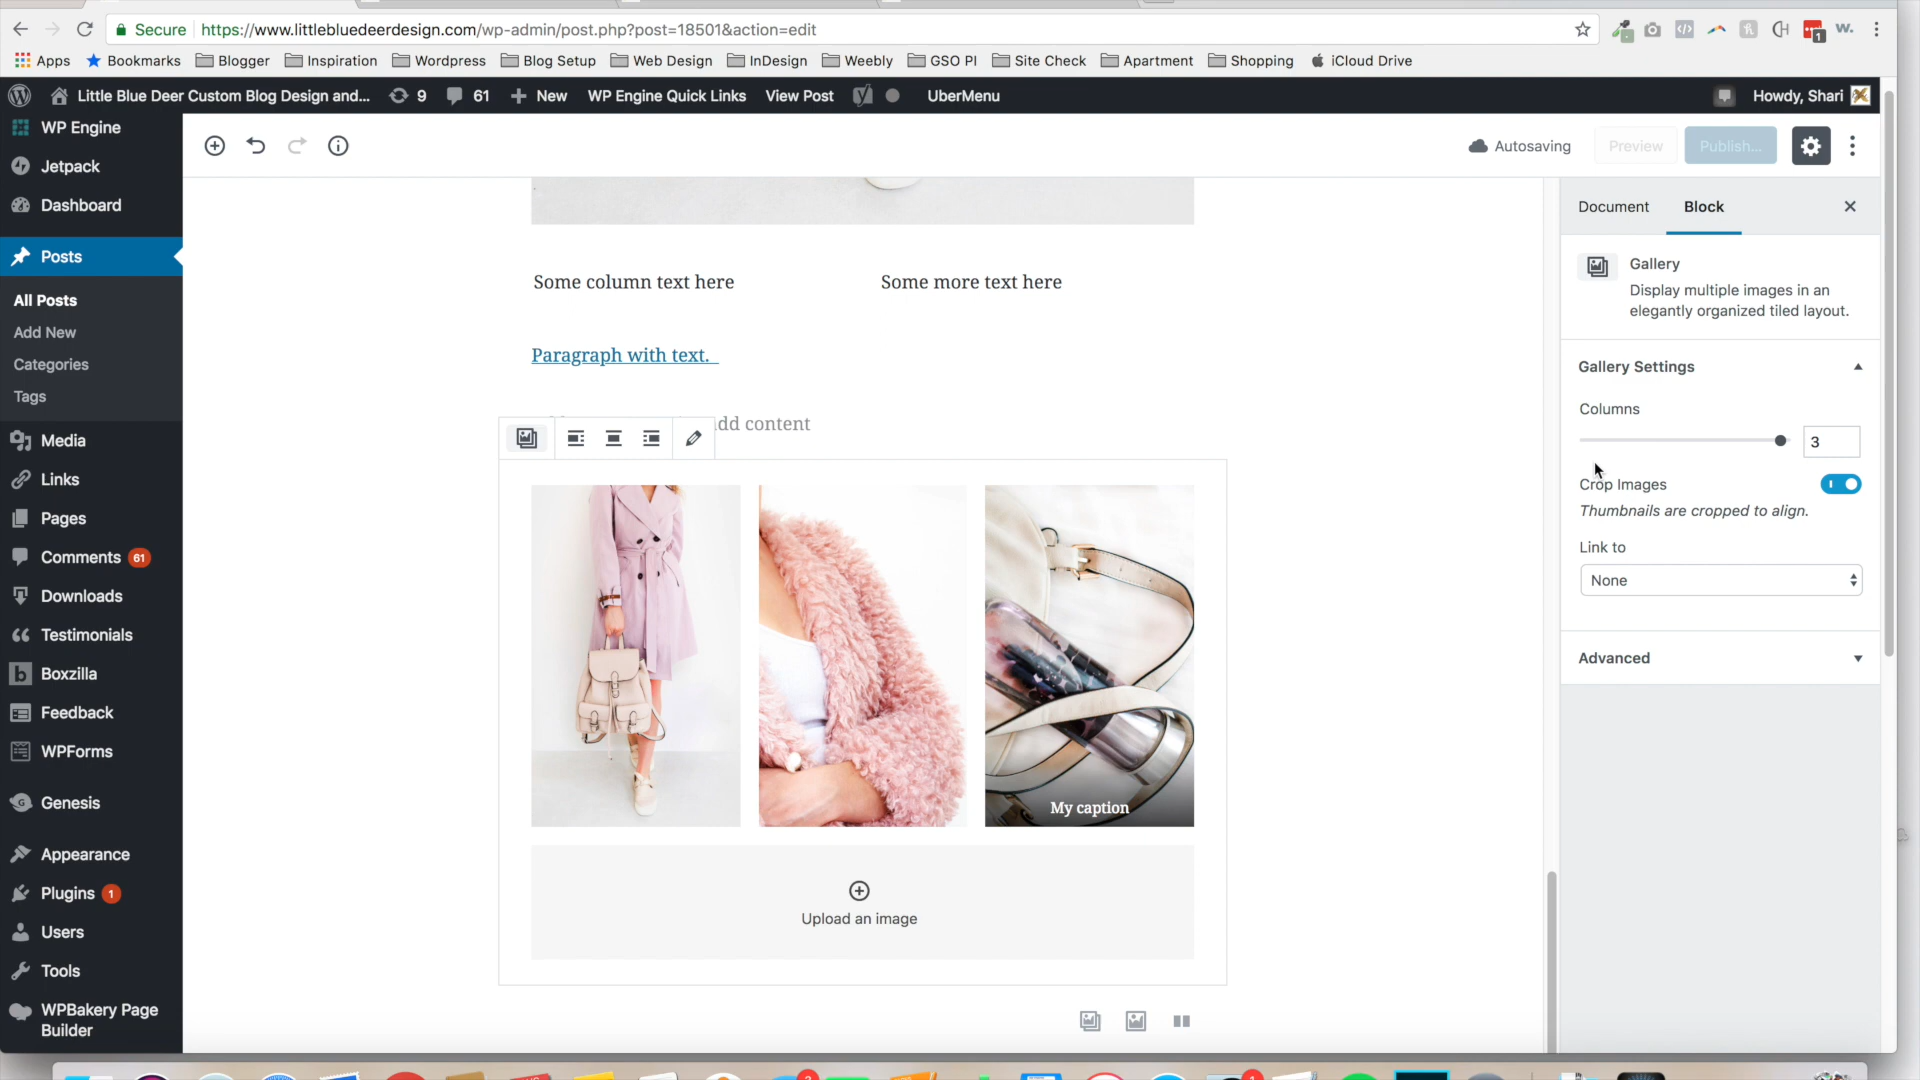 Secure https://www.littlebluedeerdesign.com/wp-admin/post.php?post=18501&action=edit
1 W.
Apps Bookmarks Blogger Inspiration Wordpress Blog Setup Web Design InDesign Weebly GSO PI Site Check Apartment Shopping iCloud Drive
Little Blue Deer Custom Blog Design and... 9 61 New WP Engine Quick Links View Post UberMenu Howdy, Shari
WP Engine
Jetpack
Dashboard
Posts
All Posts
Add New
Categories
Tags
Media
Links
Pages
Comments 61
Downloads
Testimonials
Boxzilla
Feedback
WPForms
Genesis
Appearance
Plugins 1
Users
Tools
WPBakery Page
Builder
Autosaving Preview Publish...
Some column text here Some more text here
Paragraph with text.
dd content
My caption
Upload an image
Document Block
Gallery
Display multiple images in an
elegantly organized tiled layout.
Gallery Settings
Columns
3
Crop Images
Thumbnails are cropped to align.
Link to
None
Advanced